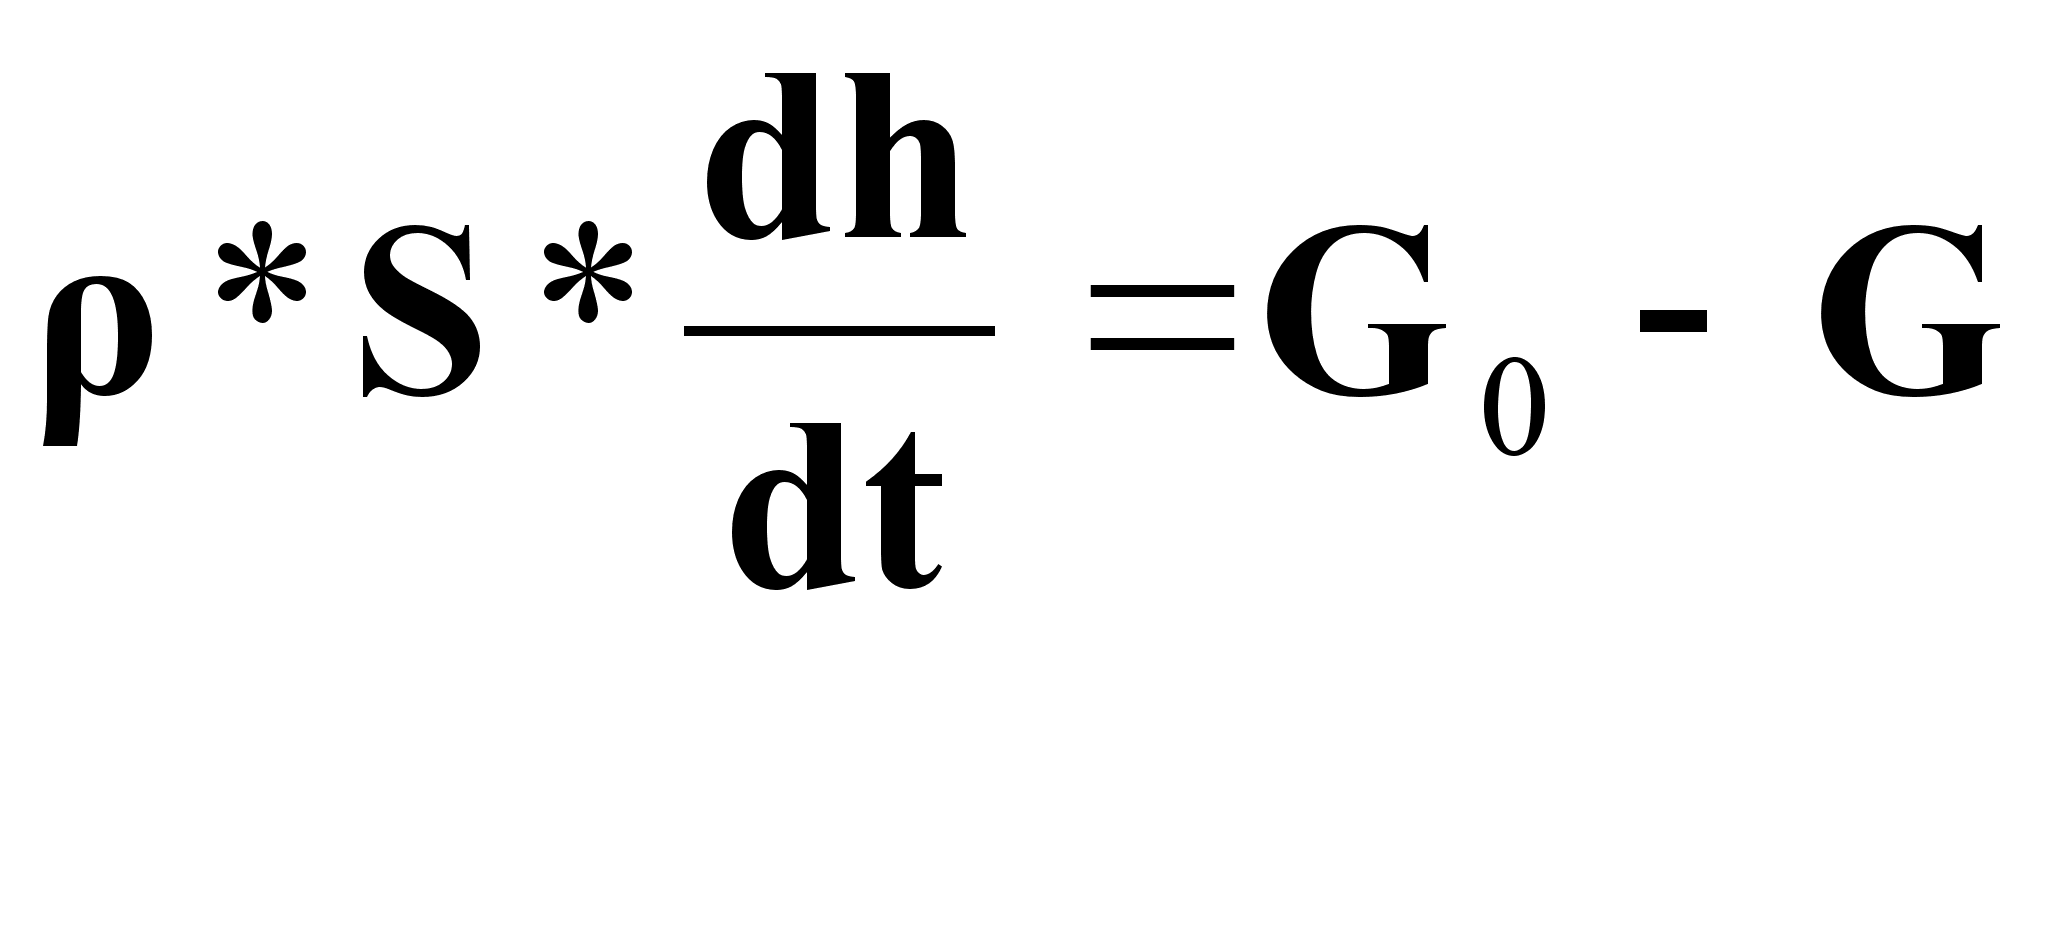 ρ * S * dh/dt = G₀ - G